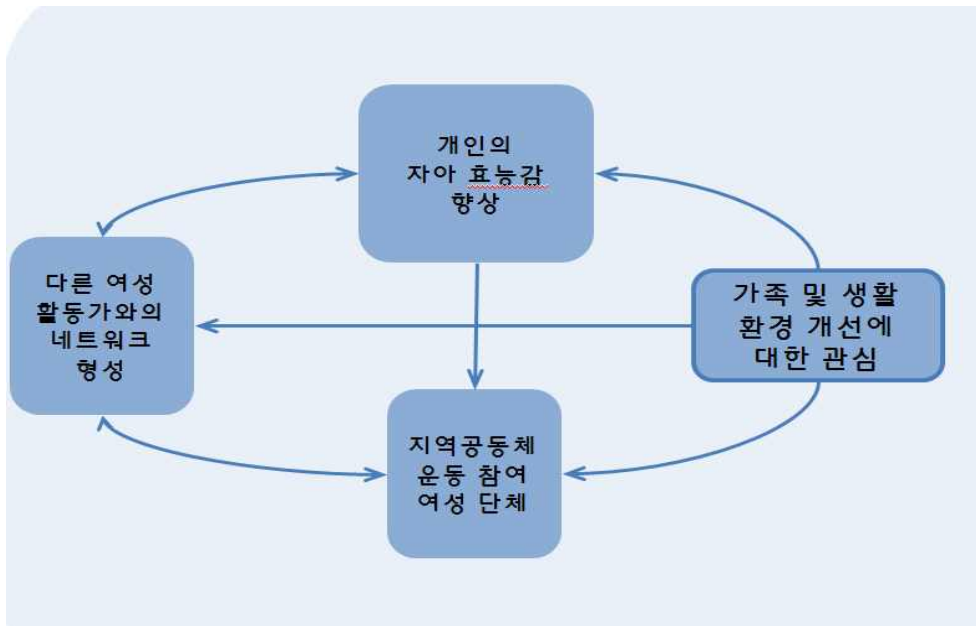 개인의
자아 효능감
향상
다른 여성
활동가와의
네트워크
형성
가족 및 생활
환경 개선에
대한 관심
지역공동체
운동 참여
여성 단체